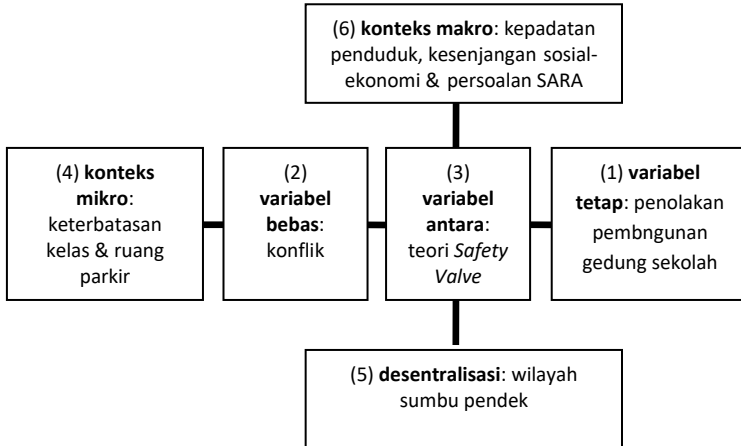 (6) konteks makro: kepadatan
penduduk, kesenjangan sosial-
ekonomi & persoalan SARA
(4) konteks
mikro:
keterbatasan
kelas & ruang
parkir
(2)
variabel
bebas:
konflik
(3)
variabel
antara:
teori Safety
Valve
(1) variabel
tetap: penolakan
pembngunan
gedung sekolah
(5) desentralisasi: wilayah
sumbu pendek